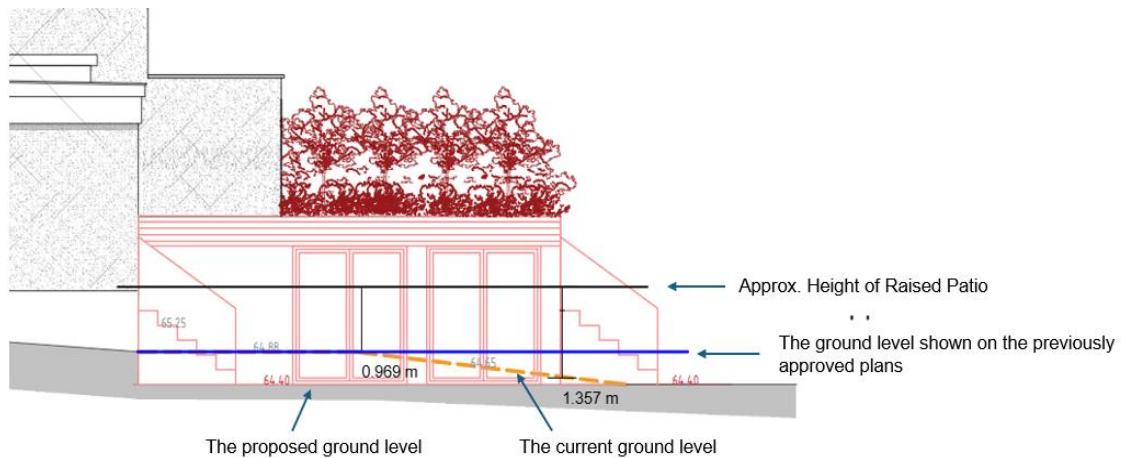 Approx. Height of Raised Patio
65.25
The ground level shown on the previously
approved plans
64.88
64.65
0.969 m
64.40
64.40
1.357 m
The proposed ground level
The current ground level